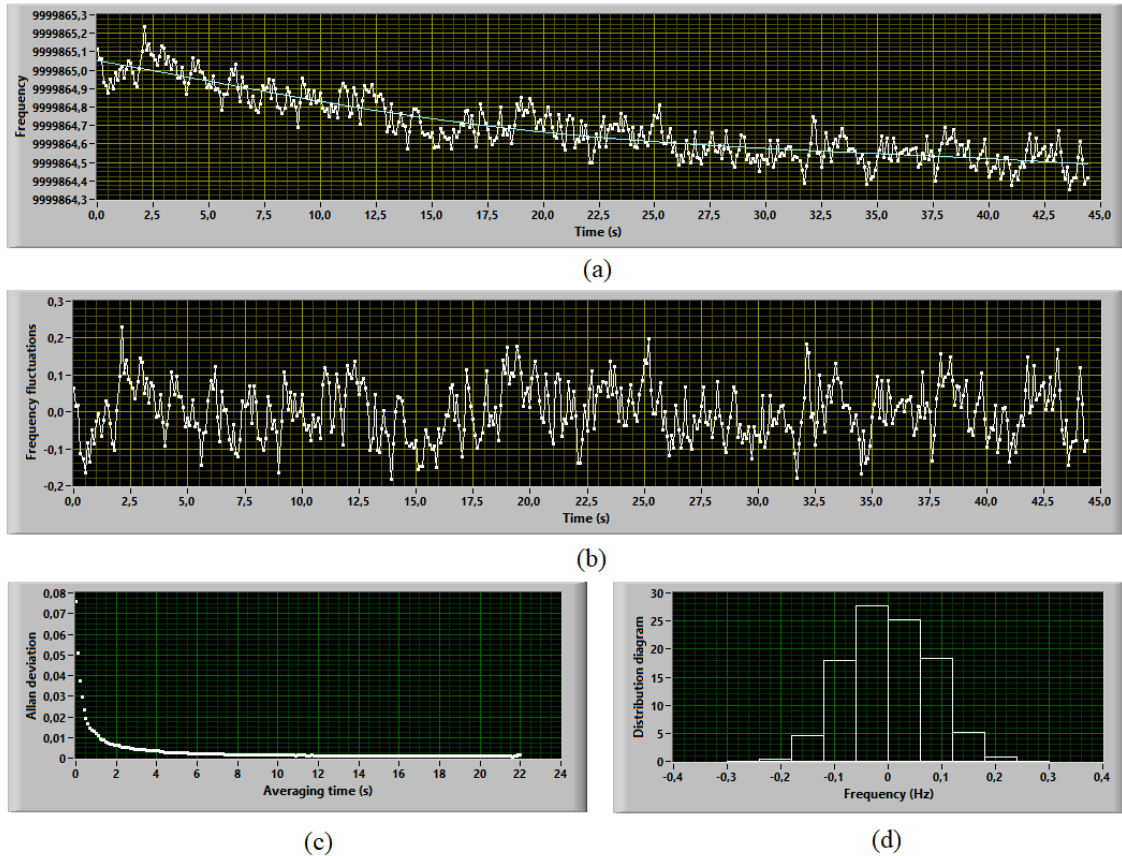 9999865,3
9999865,2
9999865,1
9999865,0
9999864,9
9999864,8
9999864,7
9999864,6
9999864,5
9999864,4
9999864,3
Frequency
0,0 2,5 5,0 7,5 10,0 12,5 15,0 17,5 20,0 22,5 25,0 27,5 30,0 32,5 35,0 37,5 40,0 42,5 45,0
Time (s)
(a)
0,3
0,2
0,1
0,0
-0,1
-0,2
Frequency fluctuations
0,0 2,5 5,0 7,5 10,0 12,5 15,0 17,5 20,0 22,5 25,0 27,5 30,0 32,5 35,0 37,5 40,0 42,5 45,0
Time (s)
(b)
0,08
0,07
0,06
0,05
0,04
0,03
0,02
0,01
0
Allan deviation
0 2 4 6 8 10 12 14 16 18 20 22 24
Averaging time (s)
(c)
30
25
20
15
10
5
0
Distribution diagram
-0,4 -0,3 -0,2 -0,1 0 0,1 0,2 0,3 0,4
Frequency (Hz)
(d)